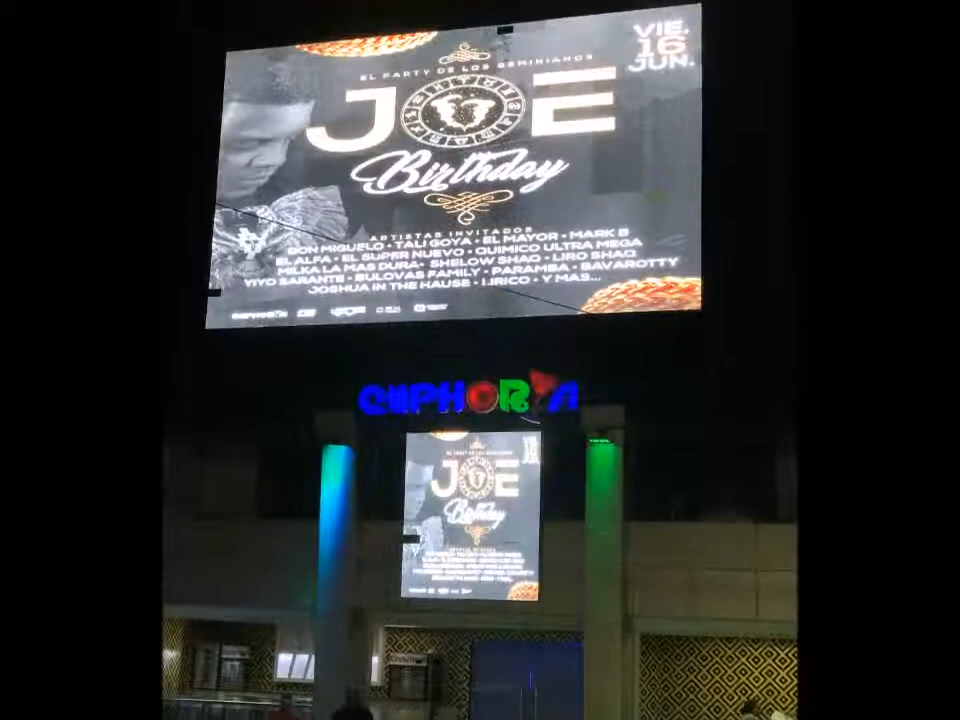 VIE.
16
JUN.
EL PARTY DE LOS GEMINIANOS
JOE
Birthday
ARTISTAS INVITADOS
DON MIGUELO • TALI GOYA • EL MAYOR • MARK B
EL ALFA • EL SUPER NUEVO • QUIMICO ULTRA MEGA
MILKA LA MAS DURA • SHELOW SHAQ • LIRO SHAQ
YIYO SARANTE • BULOVAS FAMILY • PARAMBA • BAVAROTTY
JOSHUA IN THE HAUSE • LIRICO • Y MAS...
EUPHORIA
JOE
Birthday